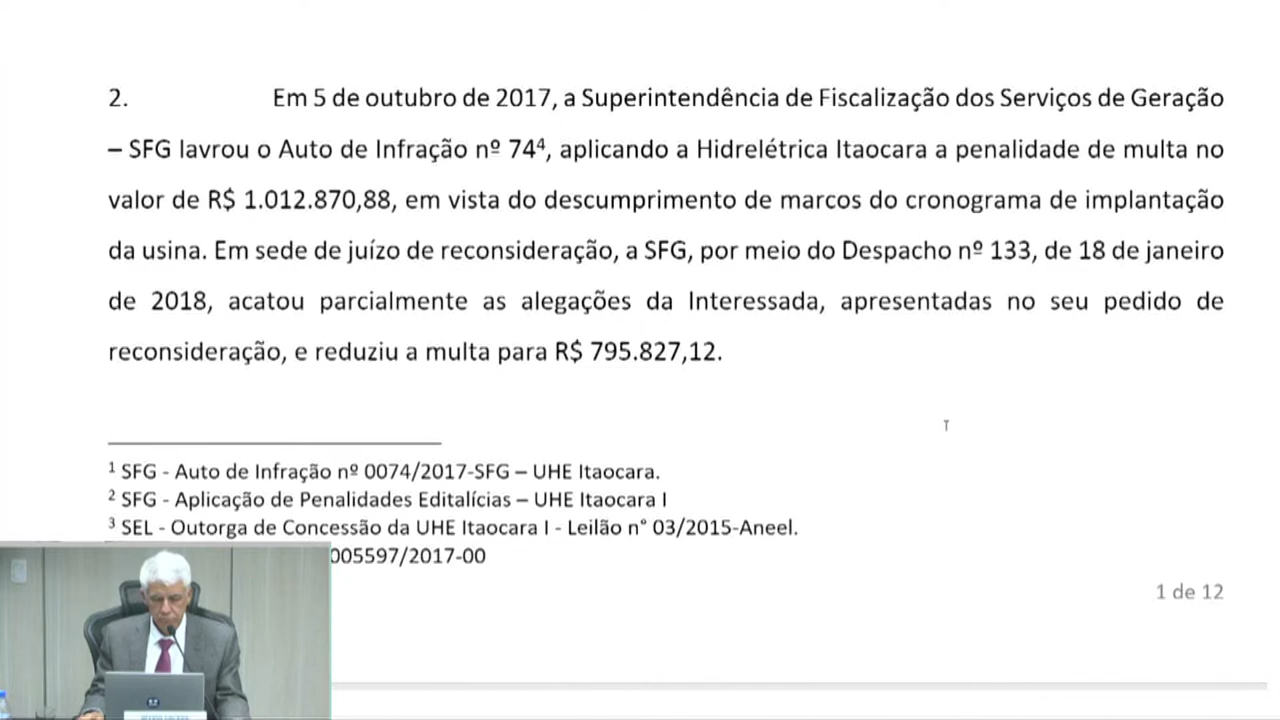 2. Em 5 de outubro de 2017, a Superintendência de Fiscalização dos Serviços de Geração
– SFG lavrou o Auto de Infração nº 74⁴, aplicando a Hidrelétrica Itaocara a penalidade de multa no
valor de R$ 1.012.870,88, em vista do descumprimento de marcos do cronograma de implantação
da usina. Em sede de juízo de reconsideração, a SFG, por meio do Despacho nº 133, de 18 de janeiro
de 2018, acatou parcialmente as alegações da Interessada, apresentadas no seu pedido de
reconsideração, e reduziu a multa para R$ 795.827,12.
¹ SFG - Auto de Infração nº 0074/2017-SFG – UHE Itaocara.
² SFG - Aplicação de Penalidades Editalícias – UHE Itaocara I
³ SEL - Outorga de Concessão da UHE Itaocara I - Leilão n° 03/2015-Aneel.
005597/2017-00
1 de 12